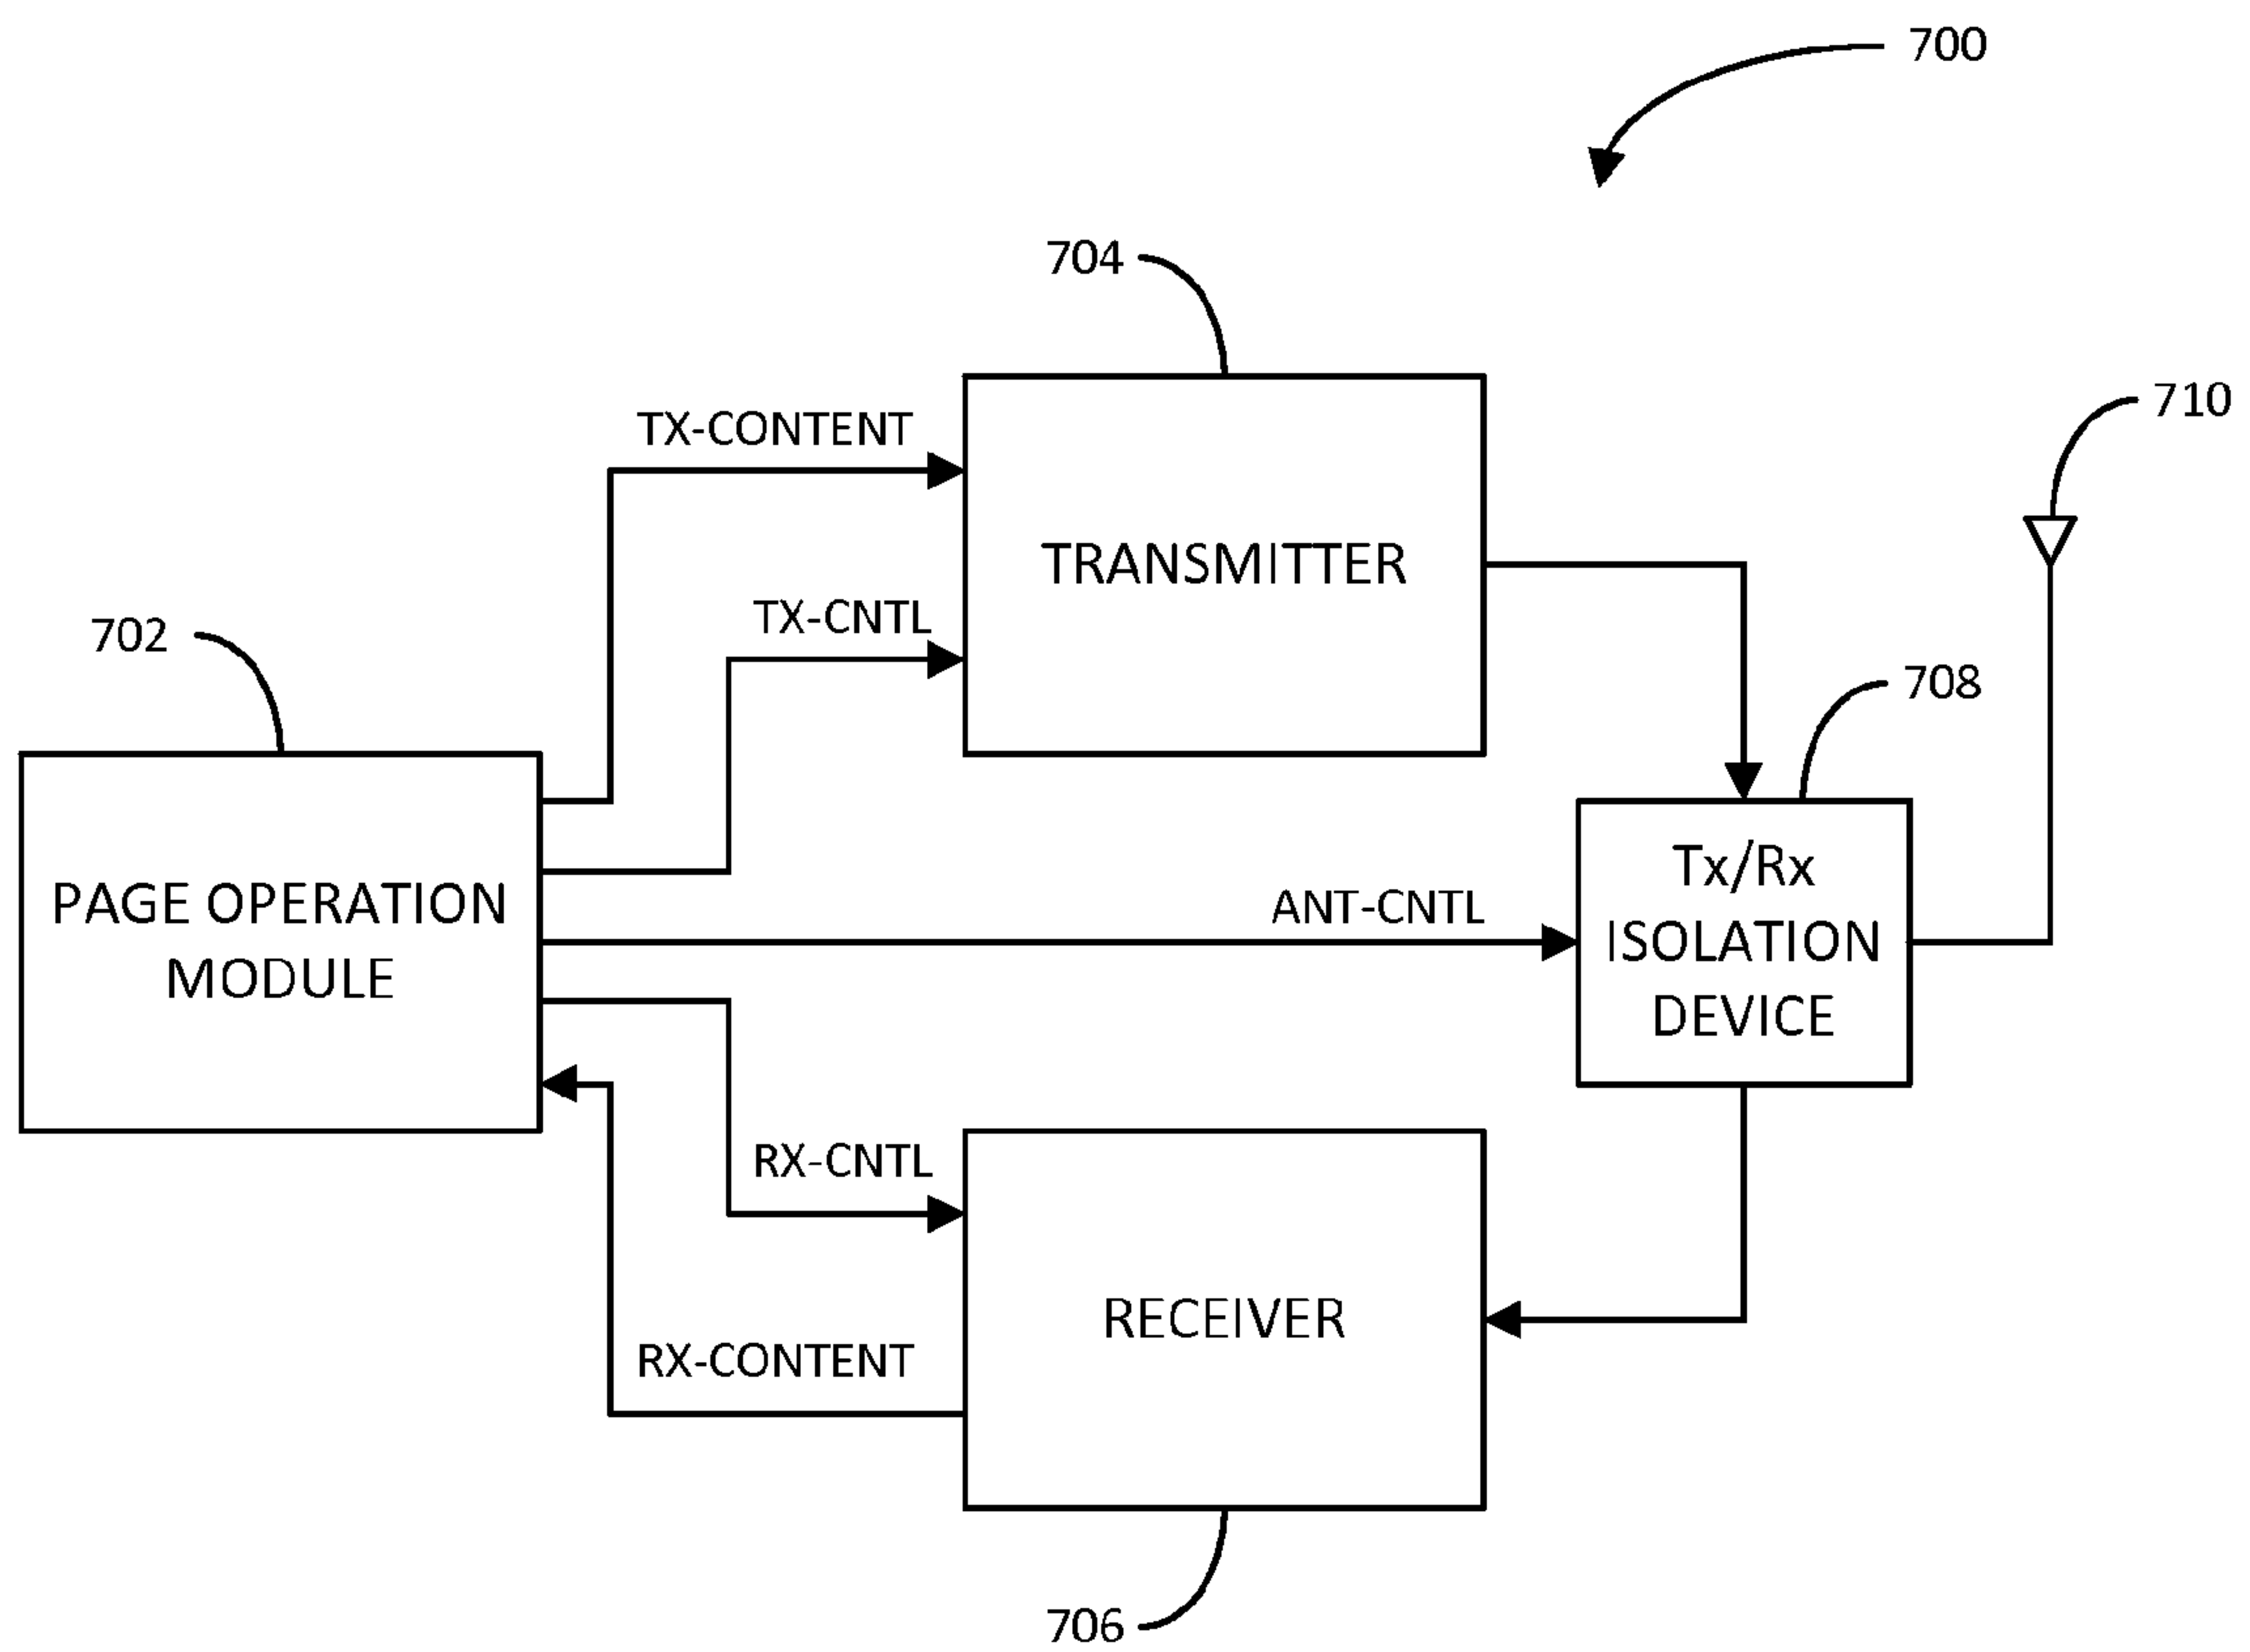 700
704
710
TX-CONTENT
TRANSMITTER
TX-CNTL
702
708
PAGE OPERATION
MODULE
ANT-CNTL
Tx/Rx
ISOLATION
DEVICE
RX-CNTL
RECEIVER
RX-CONTENT
706